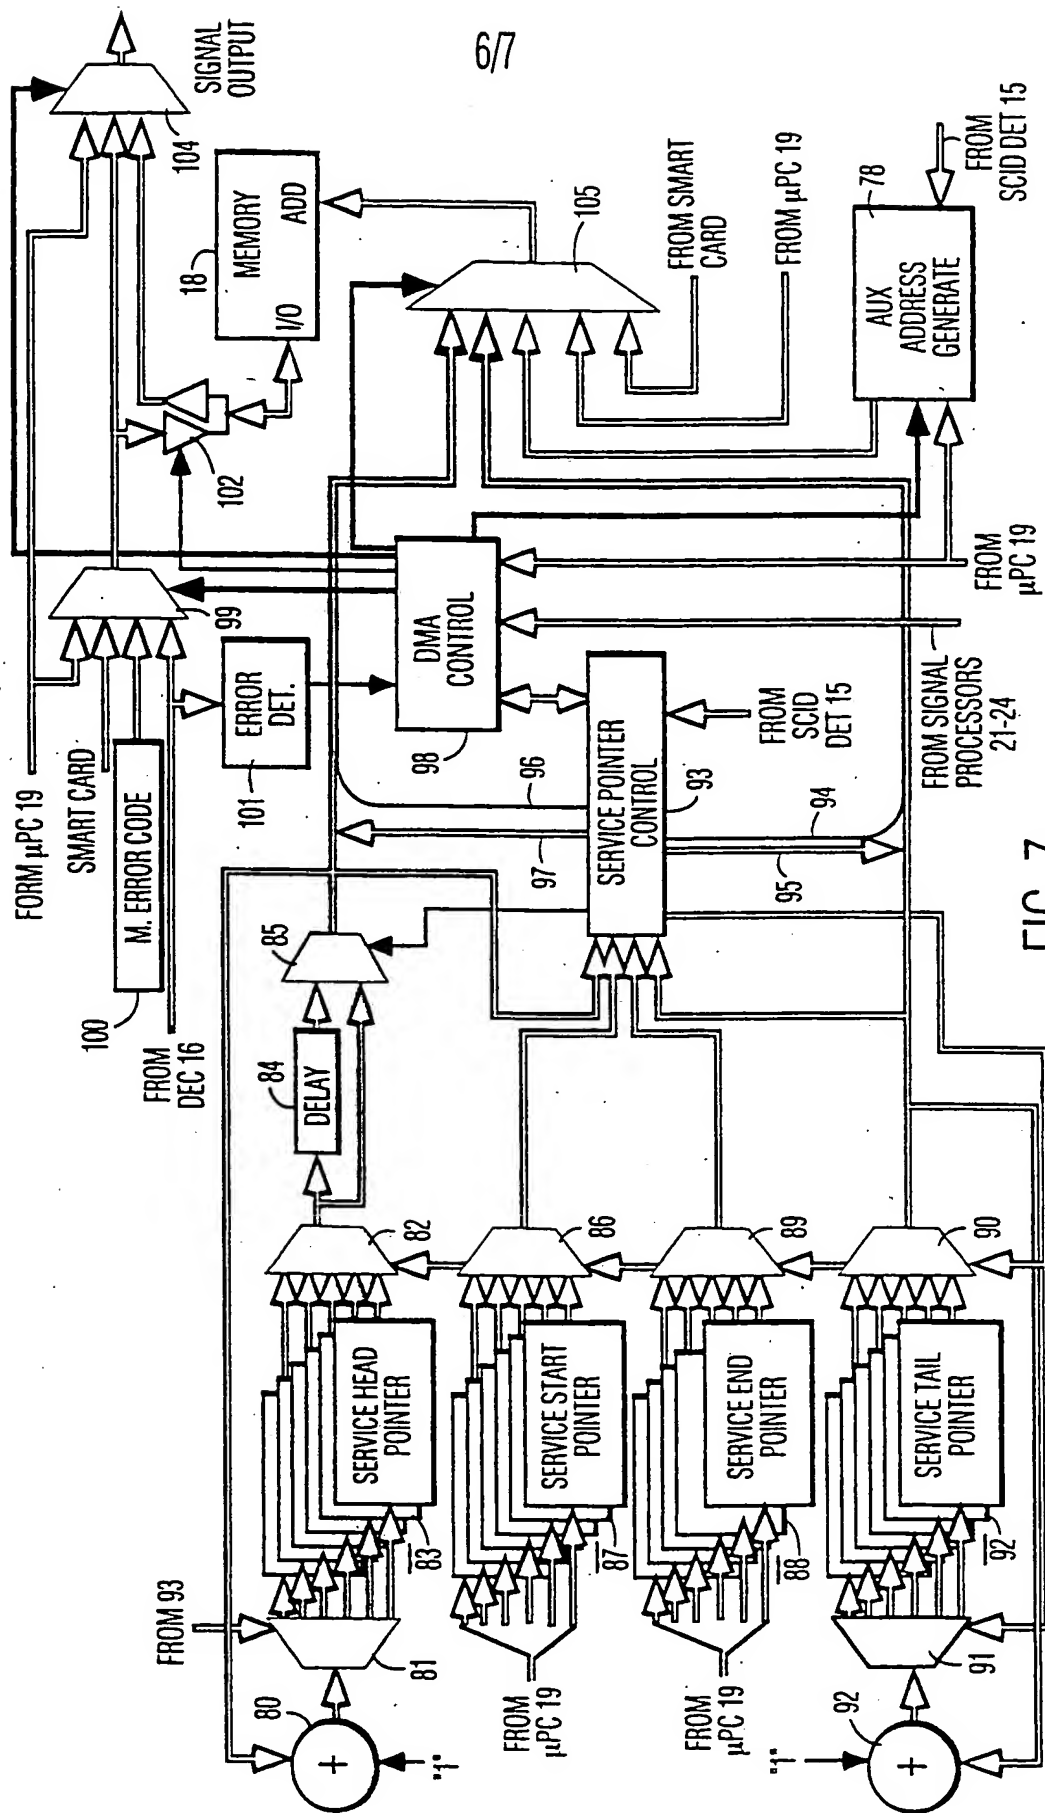 6/7
FORM µPC 19
SMART CARD
M. ERROR CODE
100
FROM
DEC 16
99
ERROR
DET.
101
102
104
SIGNAL
OUTPUT
18
MEMORY
I/O
ADD
105
FROM SMART
CARD
FROM µPC 19
78
AUX
ADDRESS
GENERATE
FROM
SCID DET 15
DMA
CONTROL
98
FROM
µPC 19
FROM SIGNAL
PROCESSORS
21-24
SERVICE POINTER
CONTROL
93
94
95
96
97
FROM
SCID
DET 15
84
DELAY
85
FROM 93
80
+
"1"
81
SERVICE HEAD
POINTER
83
82
FROM
µPC 19
SERVICE START
POINTER
87
86
FROM
µPC 19
SERVICE END
POINTER
88
89
"1"
92
+
91
SERVICE TAIL
POINTER
92
90
FIG. 7